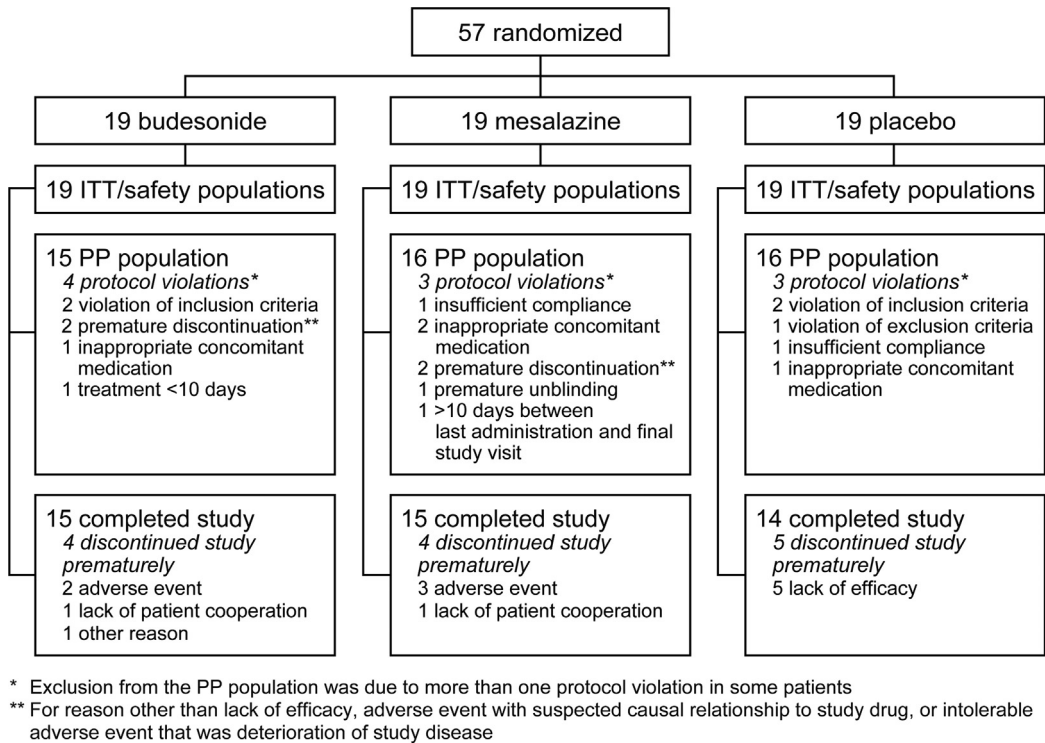 57 randomized
19 budesonide
19 mesalazine
19 placebo
19 ITT/safety populations
19 ITT/safety populations
19 ITT/safety populations
15 PP population
4 protocol violations*
2 violation of inclusion criteria
2 premature discontinuation**
1 inappropriate concomitant
medication
1 treatment <10 days
16 PP population
3 protocol violations*
1 insufficient compliance
2 inappropriate concomitant
medication
2 premature discontinuation**
1 premature unblinding
1 >10 days between
last administration and final
study visit
16 PP population
3 protocol violations*
2 violation of inclusion criteria
1 violation of exclusion criteria
1 insufficient compliance
1 inappropriate concomitant
medication
15 completed study
4 discontinued study
prematurely
2 adverse event
1 lack of patient cooperation
1 other reason
15 completed study
4 discontinued study
prematurely
3 adverse event
1 lack of patient cooperation
14 completed study
5 discontinued study
prematurely
5 lack of efficacy
* Exclusion from the PP population was due to more than one protocol violation in some patients
** For reason other than lack of efficacy, adverse event with suspected causal relationship to study drug, or intolerable
adverse event that was deterioration of study disease